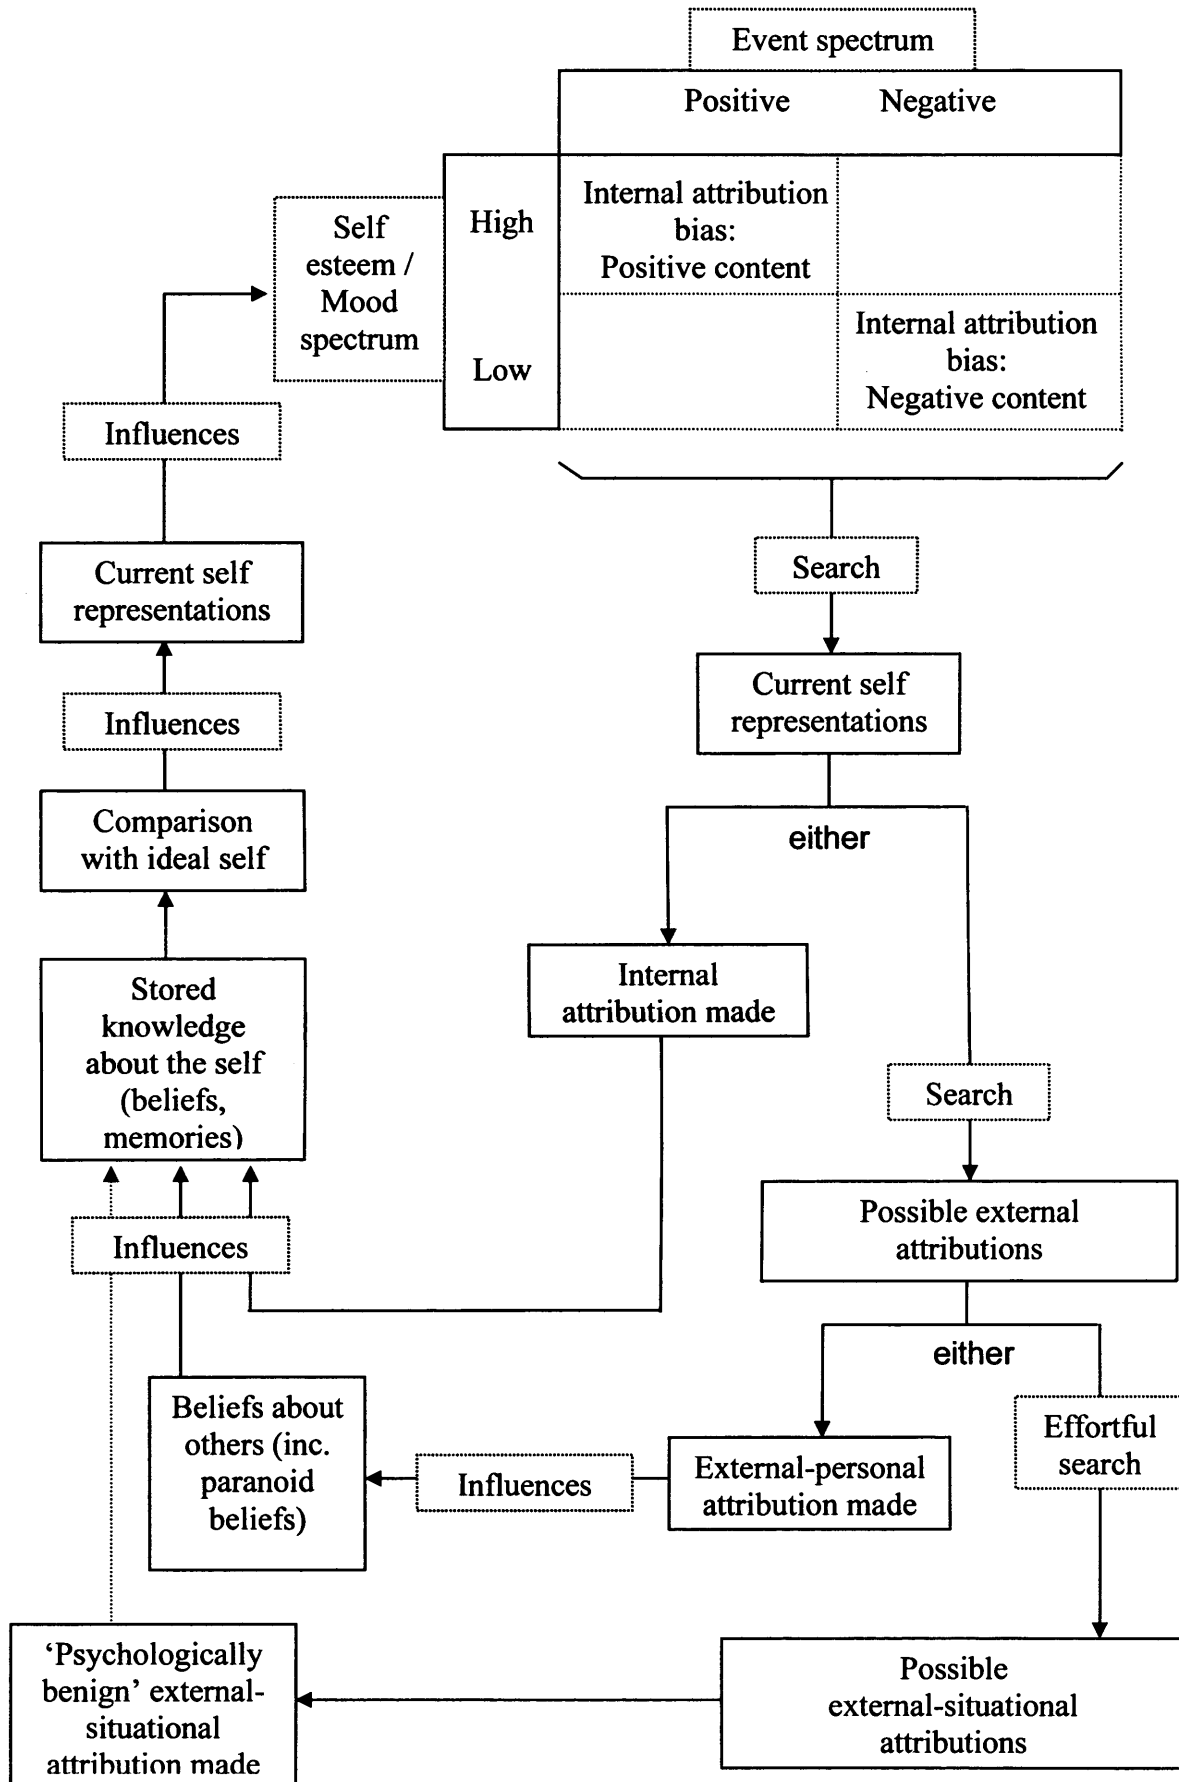 Event spectrum
Positive Negative
Self
esteem /
Mood
spectrum
High
Internal attribution
bias:
Positive content
Low
Internal attribution
bias:
Negative content
Influences
Search
Current self
representations
Current self
representations
Influences
either
Comparison
with ideal self
Internal
attribution made
Stored
knowledge
about the self
(beliefs,
memories)
Search
Possible external
attributions
Influences
either
Beliefs about
others (inc.
paranoid
beliefs)
Influences
External-personal
attribution made
Effortful
search
‘Psychologically
benign’ external-
situational
attribution made
Possible
external-situational
attributions